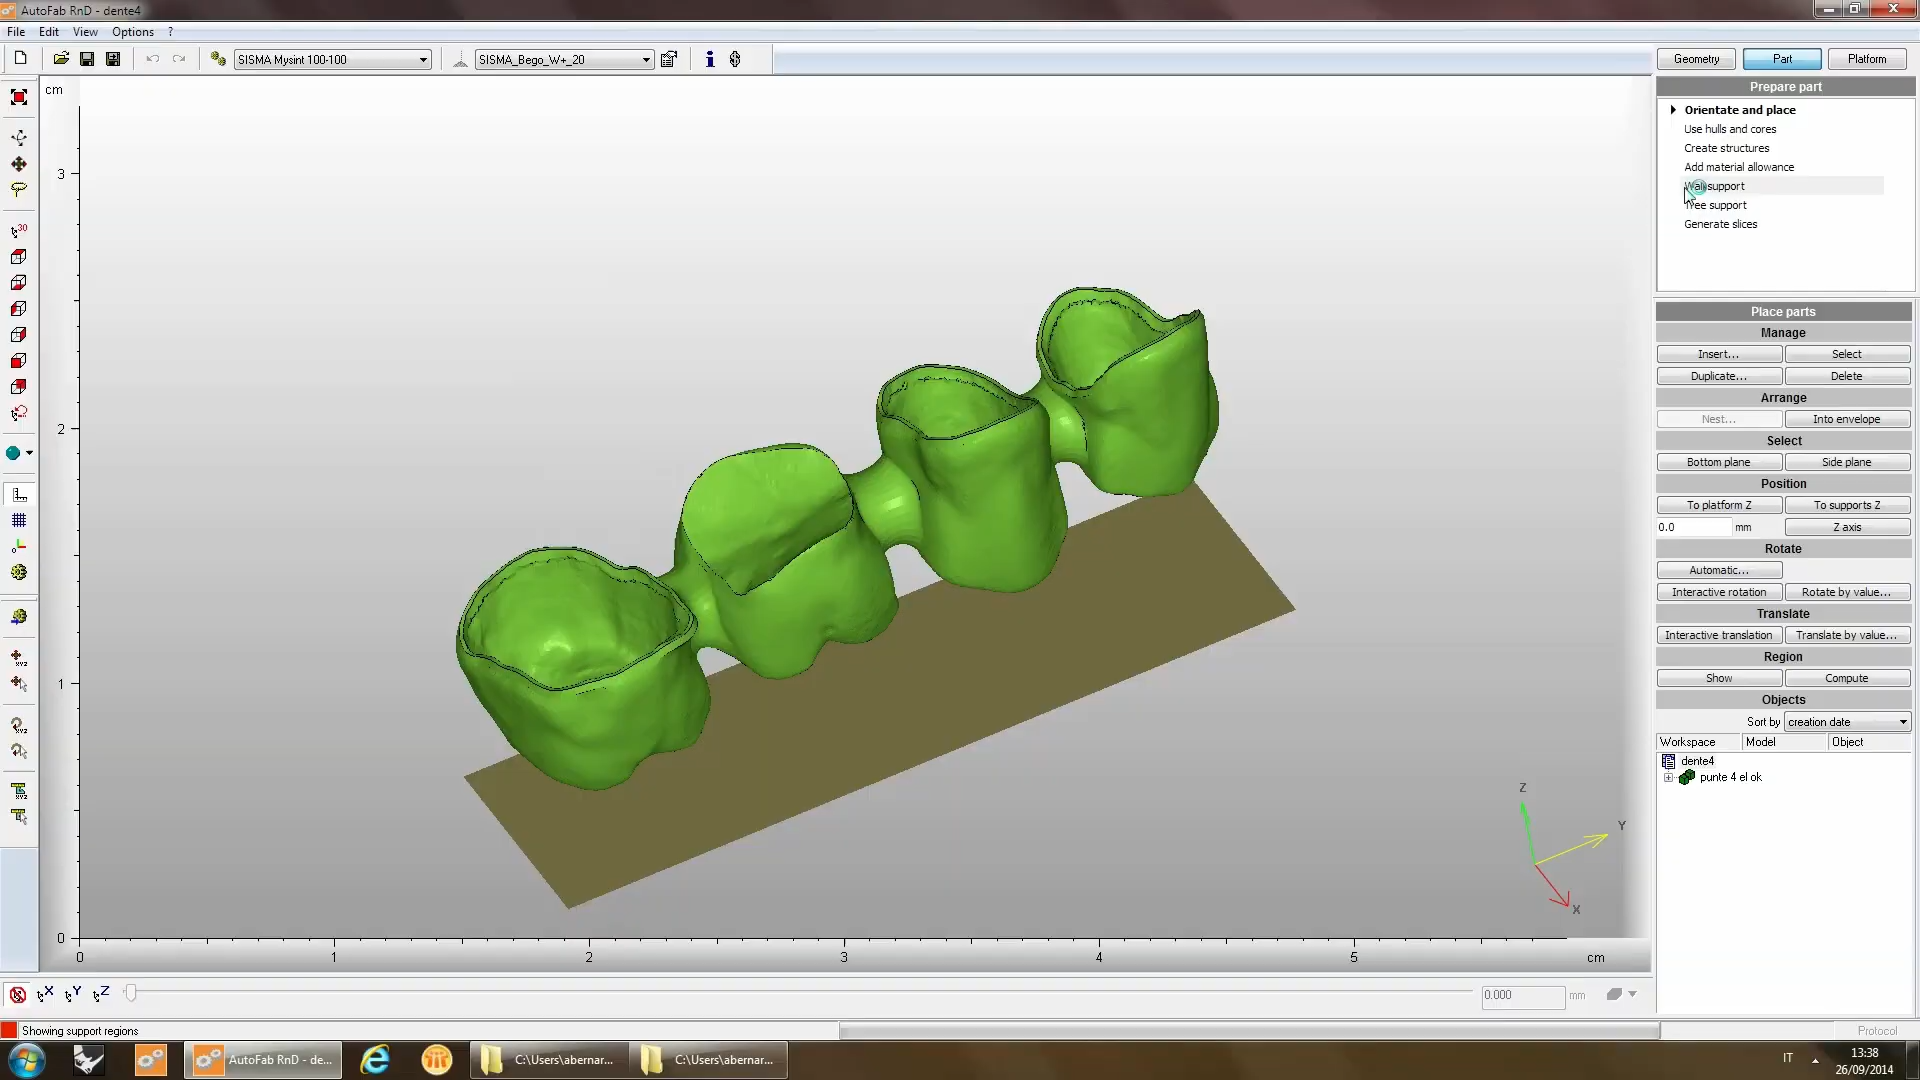 AutoFab RnD - dente4
File Edit View Options ?
SISMA Mysint 100-100
SISMA_Bego_W+_20
Geometry Part Platform
Prepare part
Orientate and place
Use hulls and cores
Create structures
Add material allowance
Wall support
Tree support
Generate slices
Place parts
Manage
Insert... Select
Duplicate... Delete
Arrange
Nest... Into envelope
Select
Bottom plane Side plane
Position
To platform Z To supports Z
0.0 mm Z axis
Rotate
Automatic...
Interactive rotation Rotate by value...
Translate
Interactive translation Translate by value...
Region
Show Compute
Objects
Sort by creation date
Workspace Model Object
dente4
punte 4 el ok
cm
3
2
1
0
0 1 2 3 4 5 cm
Z
Y
X
30
XYZ
XYZ
X Y Z
0.000 mm
Showing support regions
Protocol
AutoFab RnD - de...
C:\Users\abernar...
C:\Users\abernar...
IT
13:38
26/09/2014